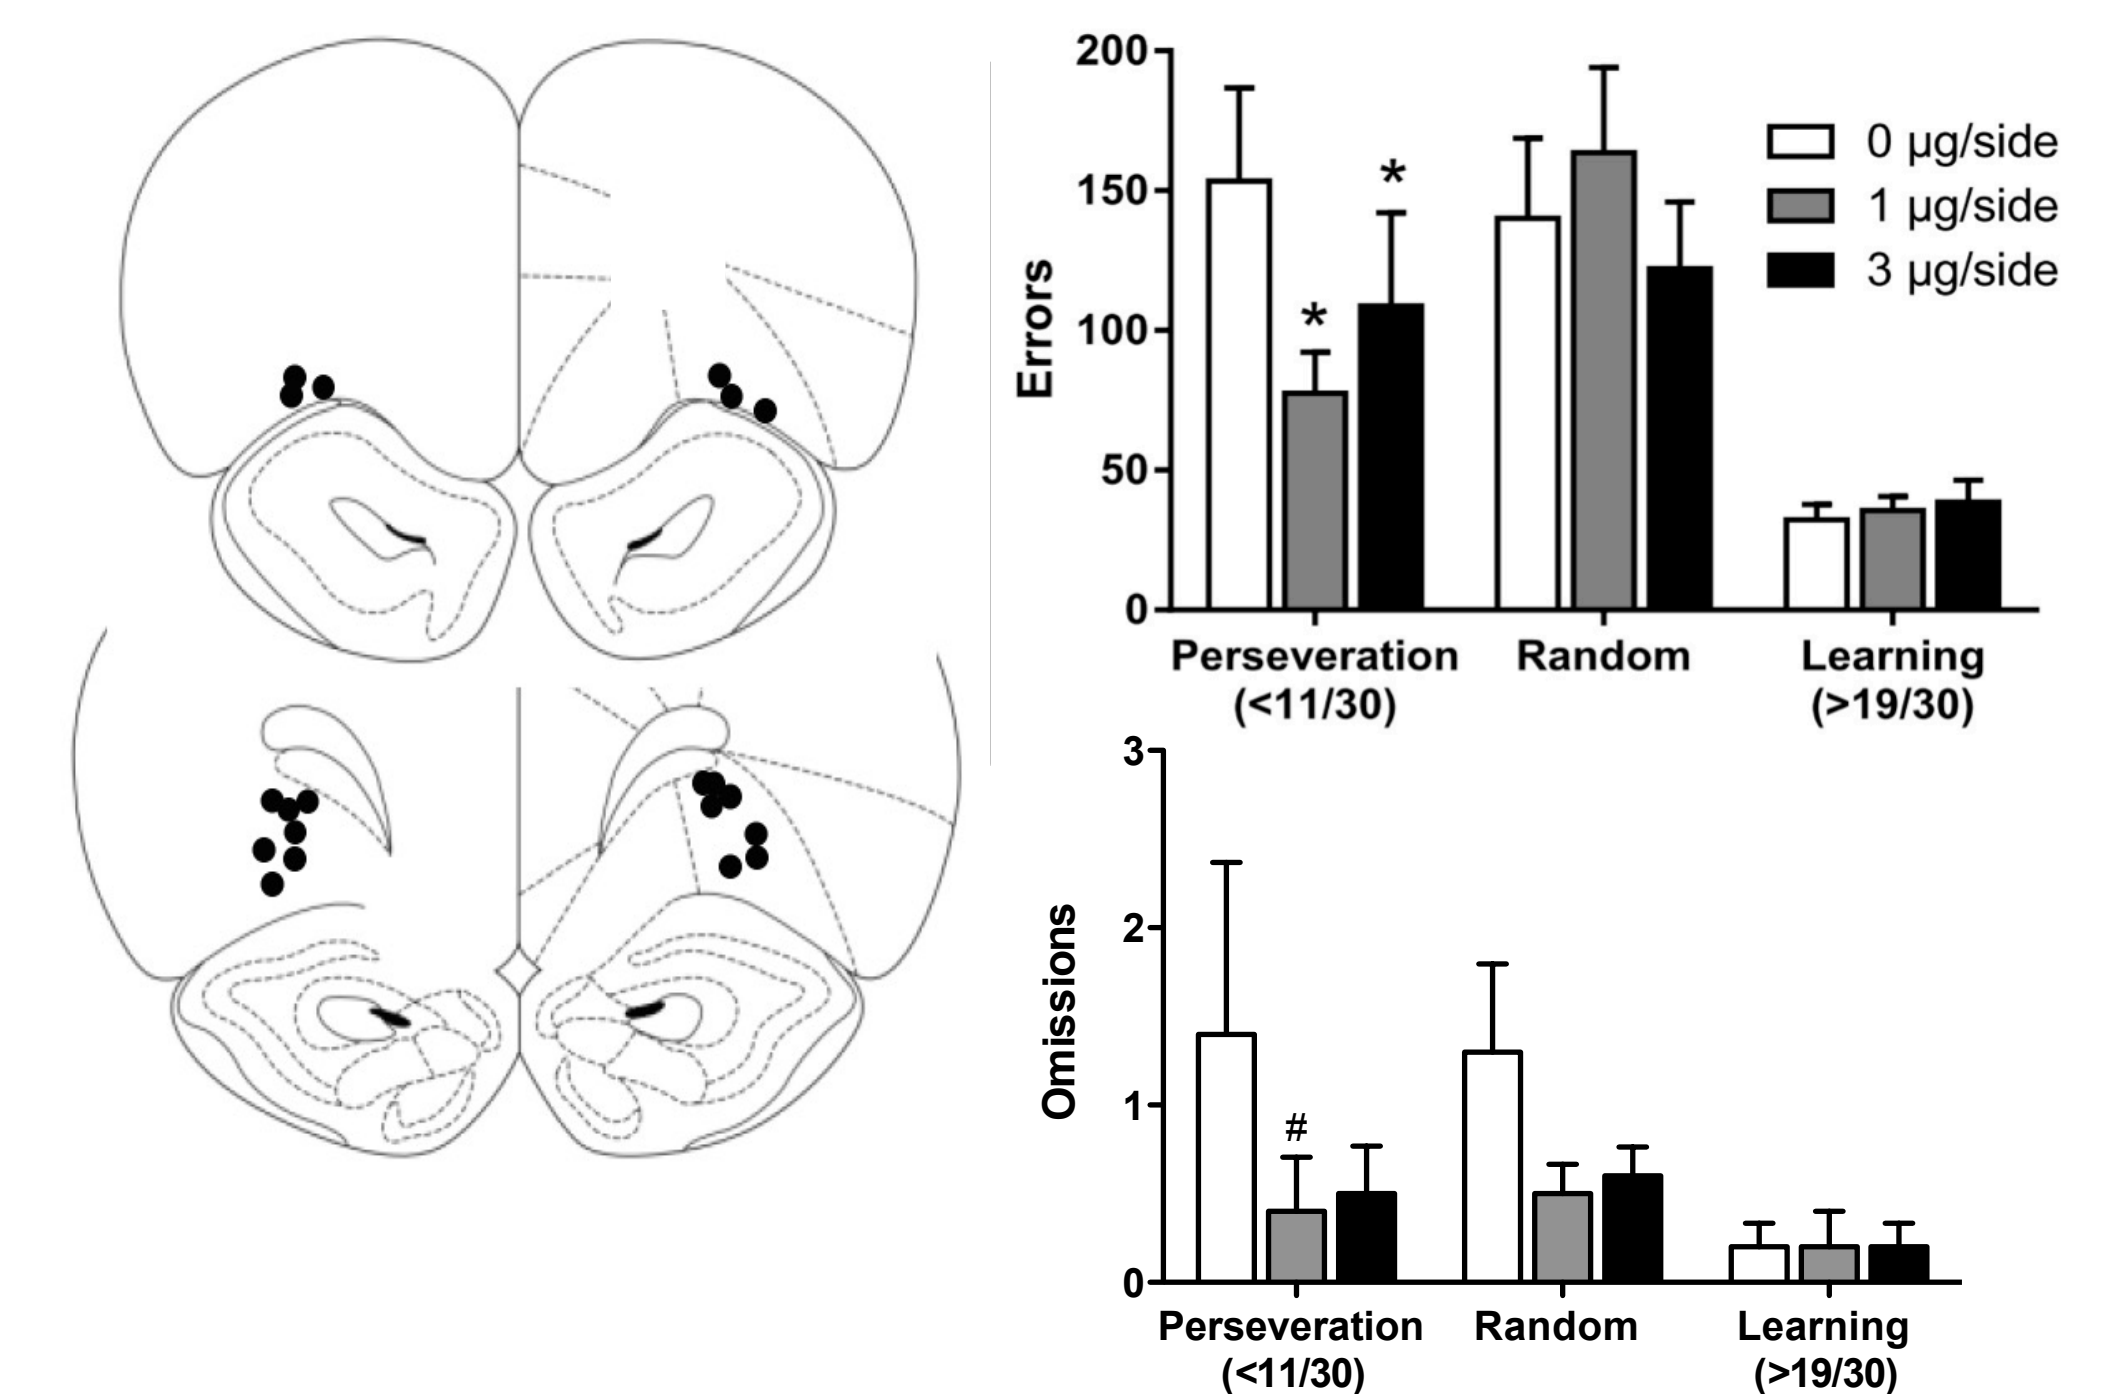 200
150
100
50
0
Errors
*
*
0 µg/side
1 µg/side
3 µg/side
Perseveration
(<11/30)
Random
Learning
(>19/30)
3
2
1
0
Omissions
#
Perseveration
(<11/30)
Random
Learning
(>19/30)